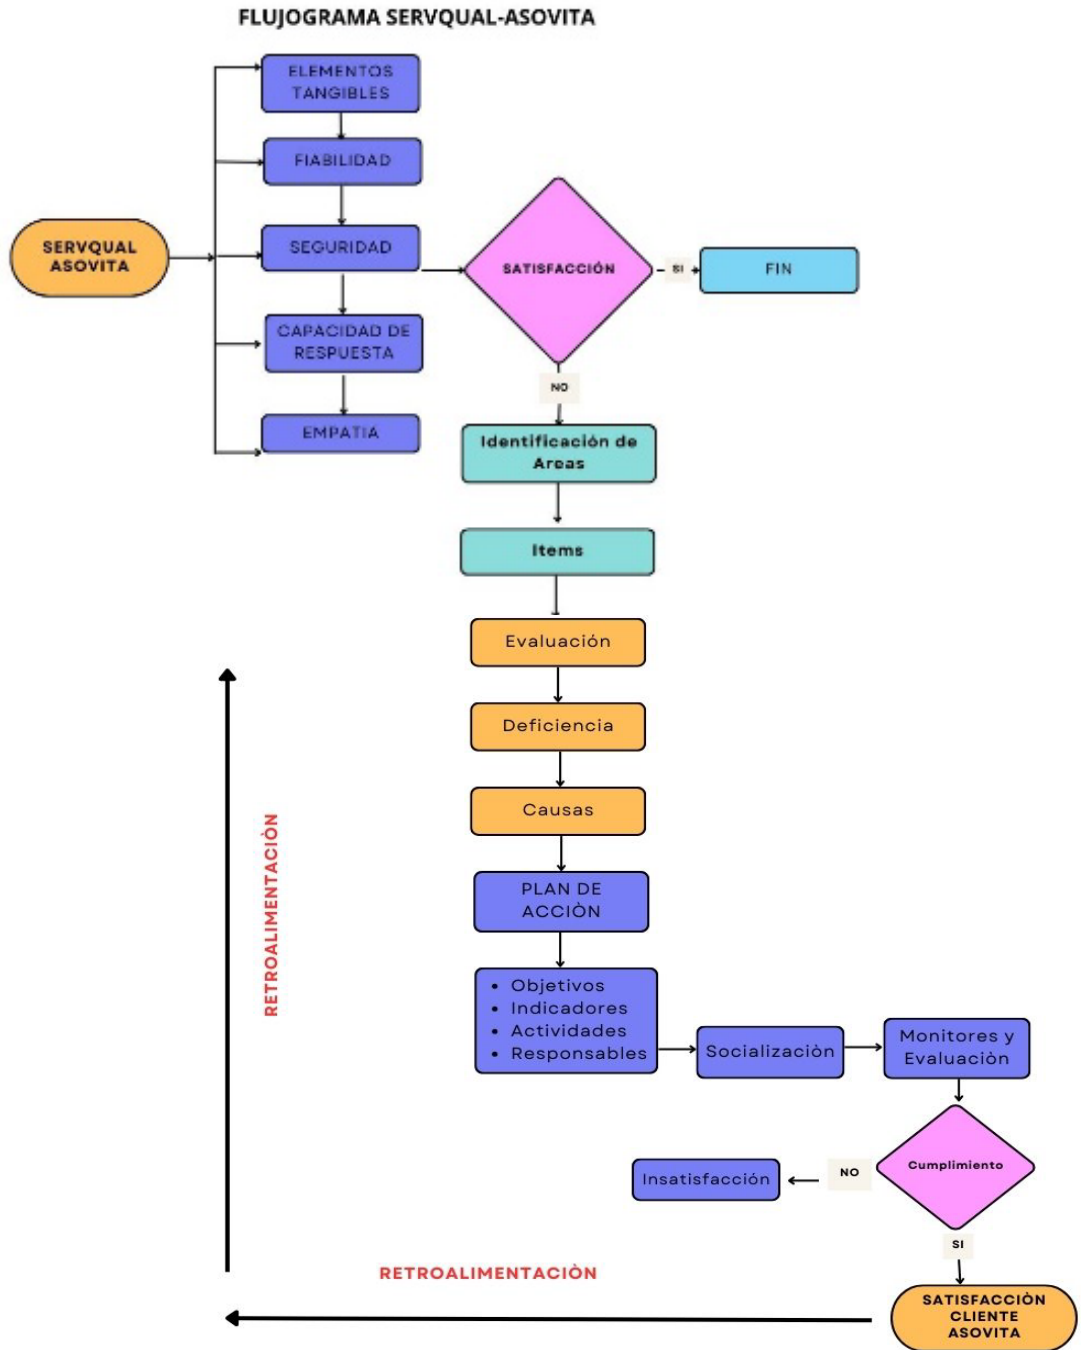 FLUJOGRAMA SERVQUAL-ASOVITA
ELEMENTOS
TANGIBLES
FIABILIDAD
SERVQUAL
ASOVITA
SEGURIDAD
CAPACIDAD DE
RESPUESTA
EMPATIA
SATISFACCIÓN
SI
FIN
NO
Identificación de
Areas
Items
Evaluación
Deficiencia
Causas
PLAN DE
ACCIÒN
• Objetivos
• Indicadores
• Actividades
• Responsables
Socializaciòn
Monitores y
Evaluaciòn
Cumplimiento
NO
Insatisfacción
SI
SATISFACCIÒN
CLIENTE
ASOVITA
RETROALIMENTACIÒN
RETROALIMENTACIÒN